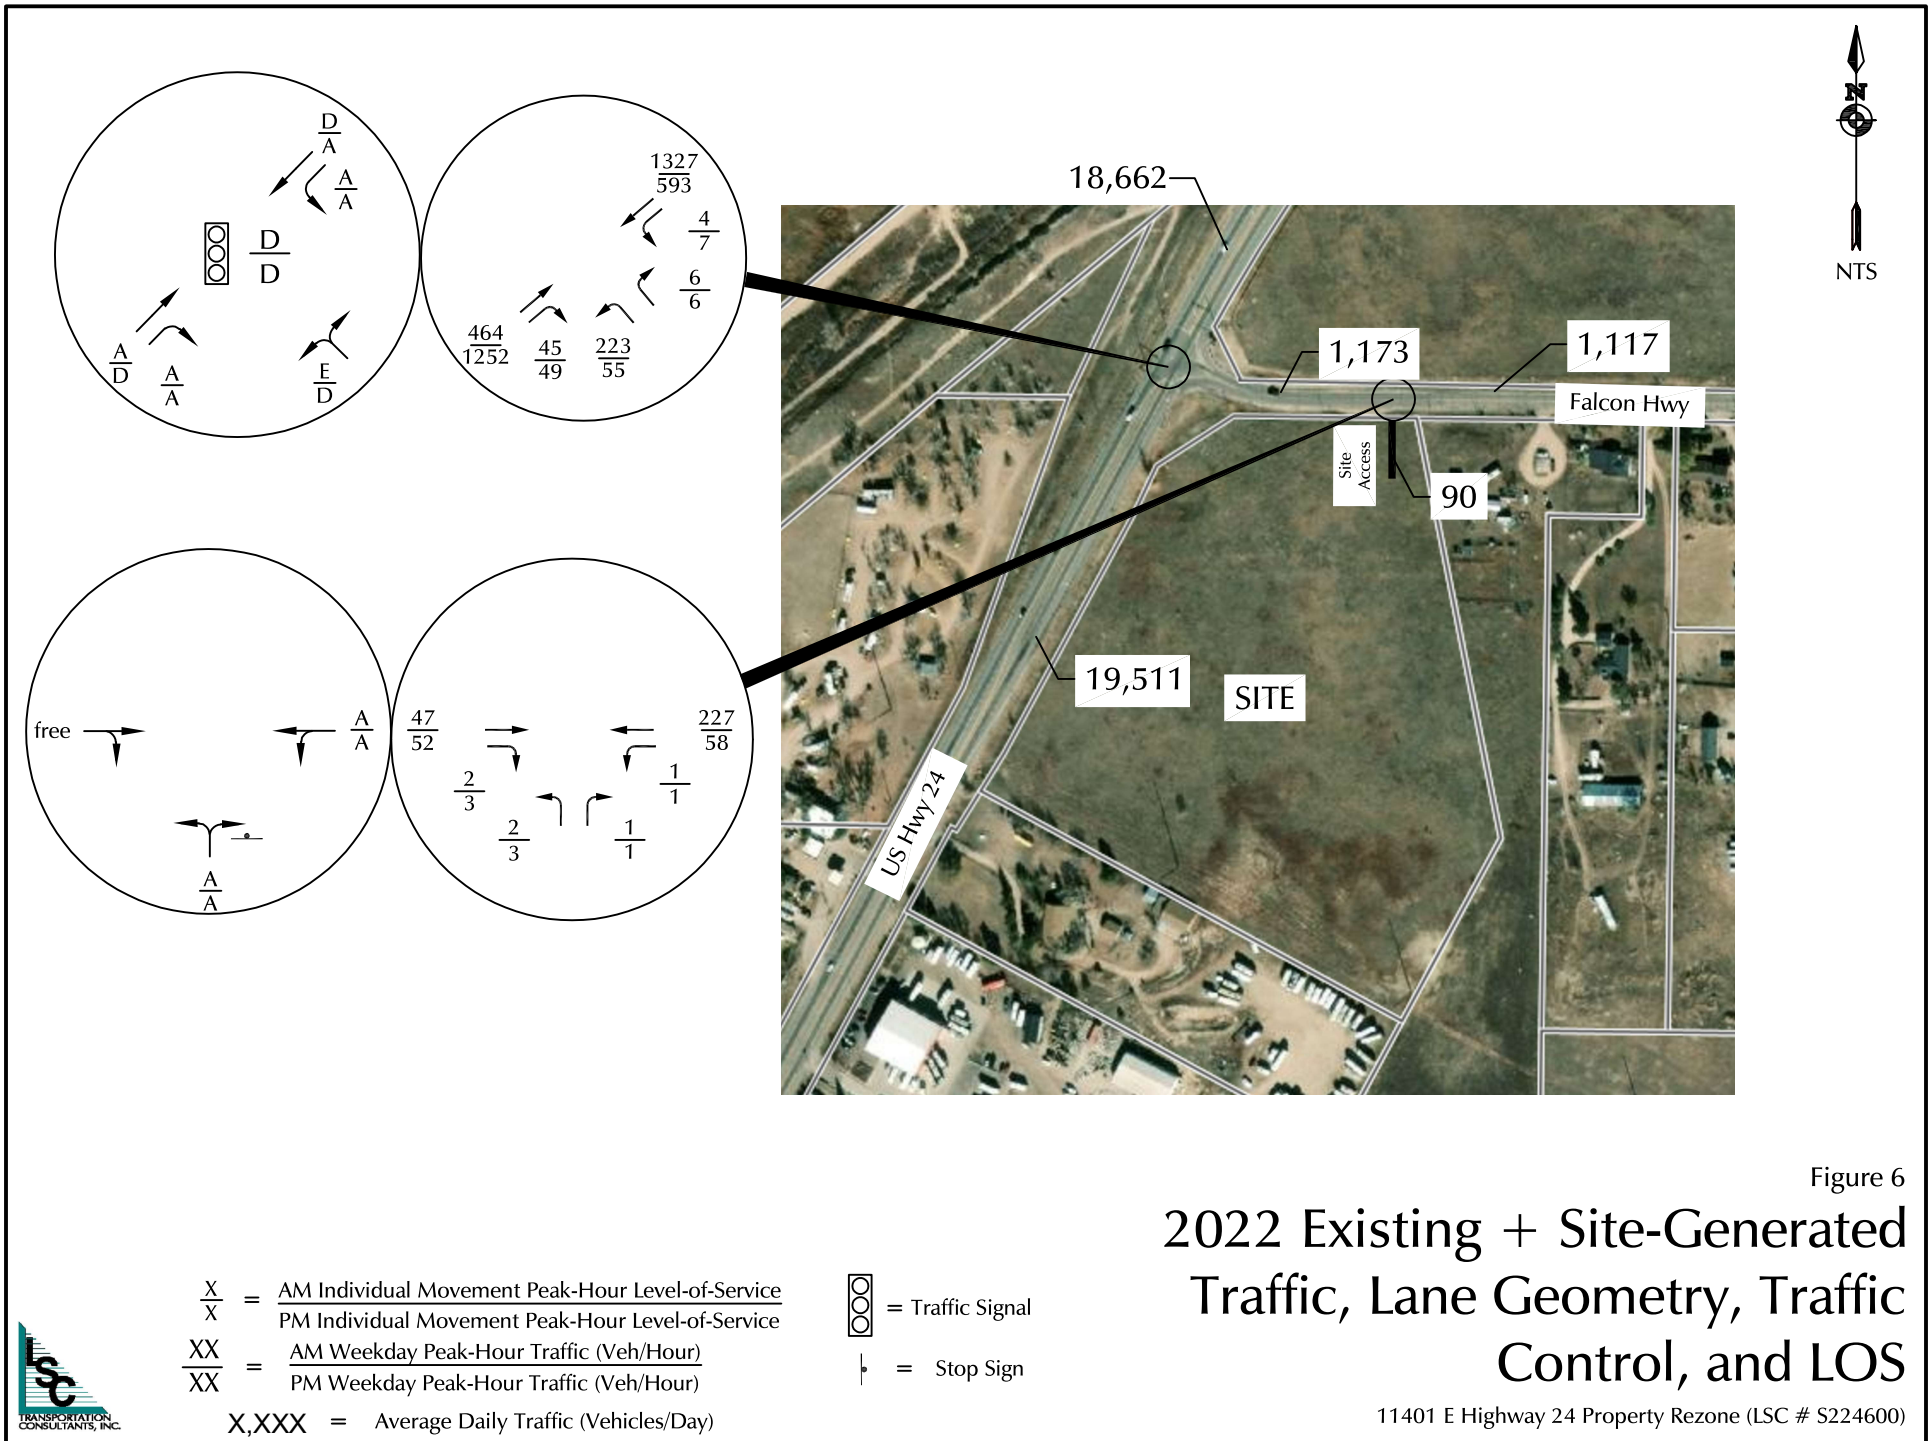 D
A
A
A
D
D
A
D
A
A
E
D
1327
593
4
7
6
6
464
1252
45
49
223
55
18,662
N
NTS
1,173
1,117
Falcon Hwy
Site
Access
90
19,511
SITE
US Hwy 24
free
A
A
A
A
47
52
227
58
2
3
1
1
2
3
1
1
Figure 6
2022 Existing + Site-Generated
Traffic, Lane Geometry, Traffic
Control, and LOS
11401 E Highway 24 Property Rezone (LSC # S224600)
X
X
= AM Individual Movement Peak-Hour Level-of-Service
PM Individual Movement Peak-Hour Level-of-Service
XX
XX
= AM Weekday Peak-Hour Traffic (Veh/Hour)
PM Weekday Peak-Hour Traffic (Veh/Hour)
X,XXX = Average Daily Traffic (Vehicles/Day)
= Traffic Signal
= Stop Sign
LSC
TRANSPORTATION
CONSULTANTS, INC.